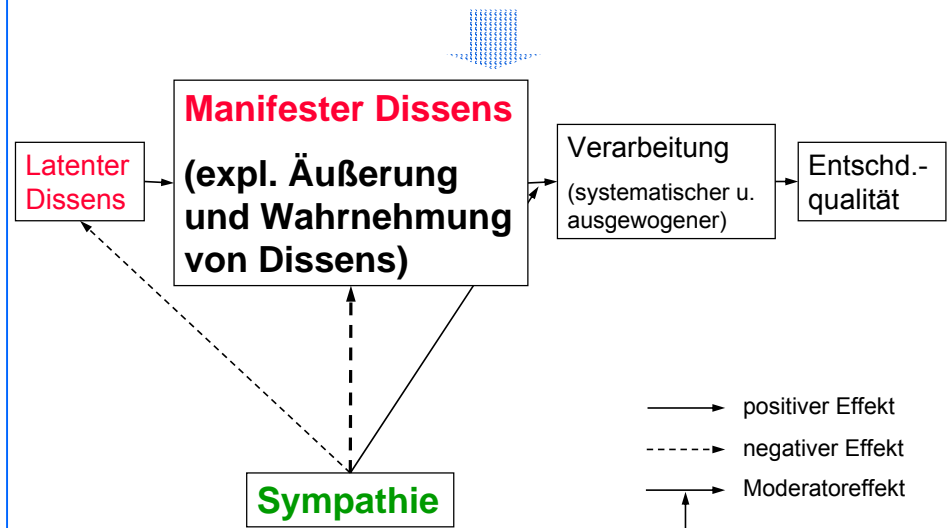 Manifester Dissens
(expl. Äußerung
und Wahrnehmung
von Dissens)
Latenter
Dissens
Verarbeitung
(systematischer u.
ausgewogener)
Entschd.-
qualität
Sympathie
positiver Effekt
negativer Effekt
Moderatoreffekt